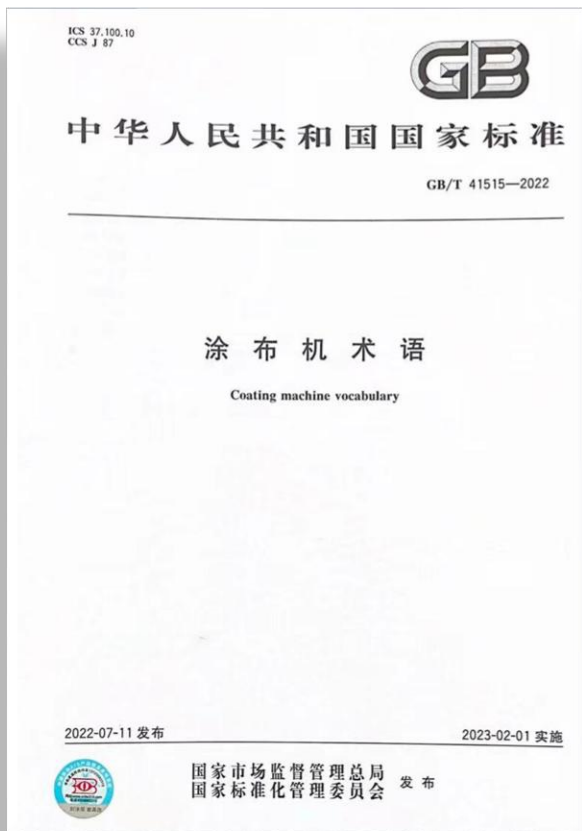 ICS 37.100.10
CCS J 87
GB
中华人民共和国国家标准
GB/T 41515—2022
涂布机术语
Coating machine vocabulary
2022-07-11 发布
2023-02-01 实施
国家市场监督管理总局
国家标准化管理委员会
发布